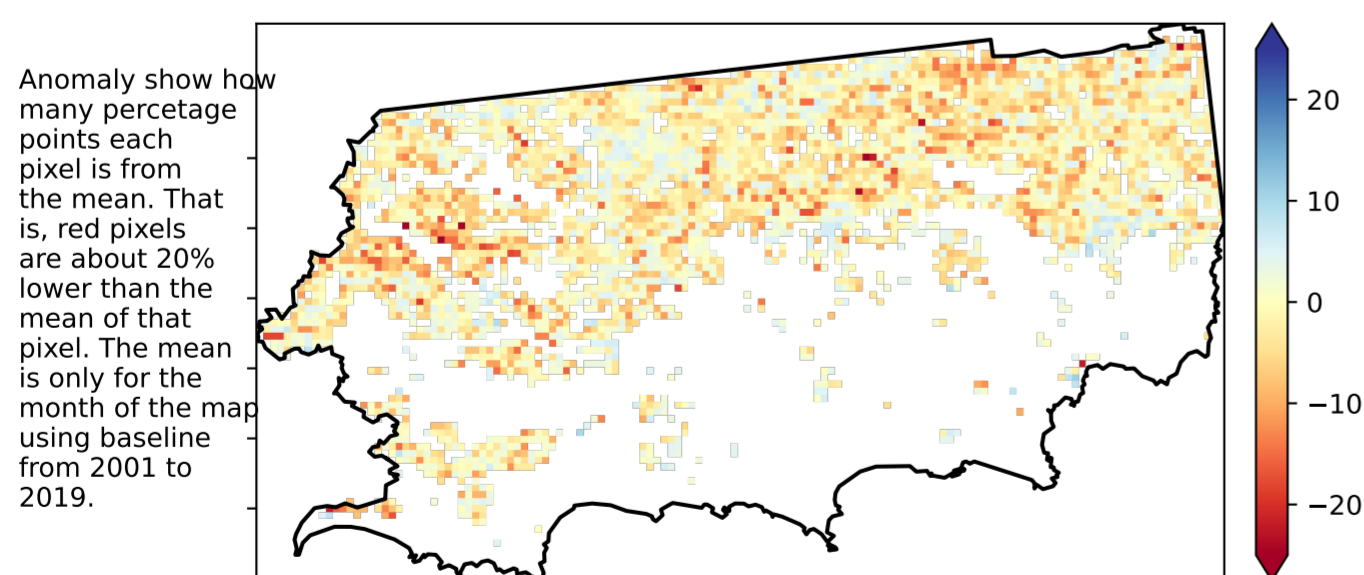 Anomaly show how
many percetage
points each
pixel is from
the mean. That
is, red pixels
are about 20%
lower than the
mean of that
pixel. The mean
is only for the
month of the map
using baseline
from 2001 to
2019.
20
10
0
−10
−20